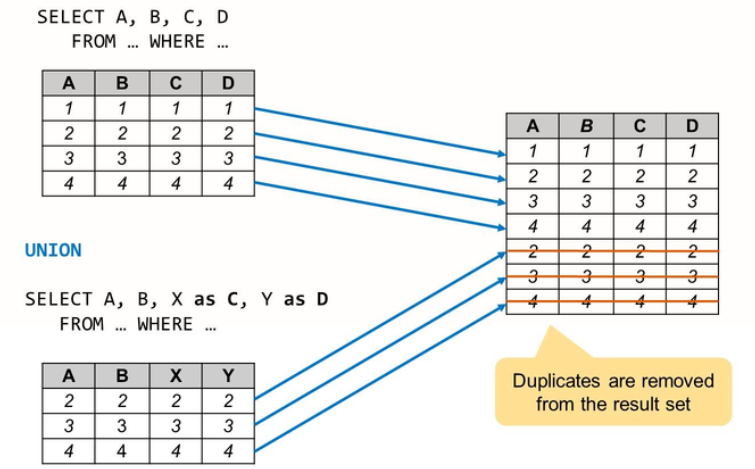 SELECT A, B, C, D
FROM … WHERE …
A B C D
1 1 1 1
2 2 2 2
3 3 3 3
4 4 4 4
UNION
SELECT A, B, X as C, Y as D
FROM … WHERE …
A B X Y
2 2 2 2
3 3 3 3
4 4 4 4
A B C D
1 1 1 1
2 2 2 2
3 3 3 3
4 4 4 4
2 2 2 2
3 3 3 3
4 4 4 4
Duplicates are removed
from the result set